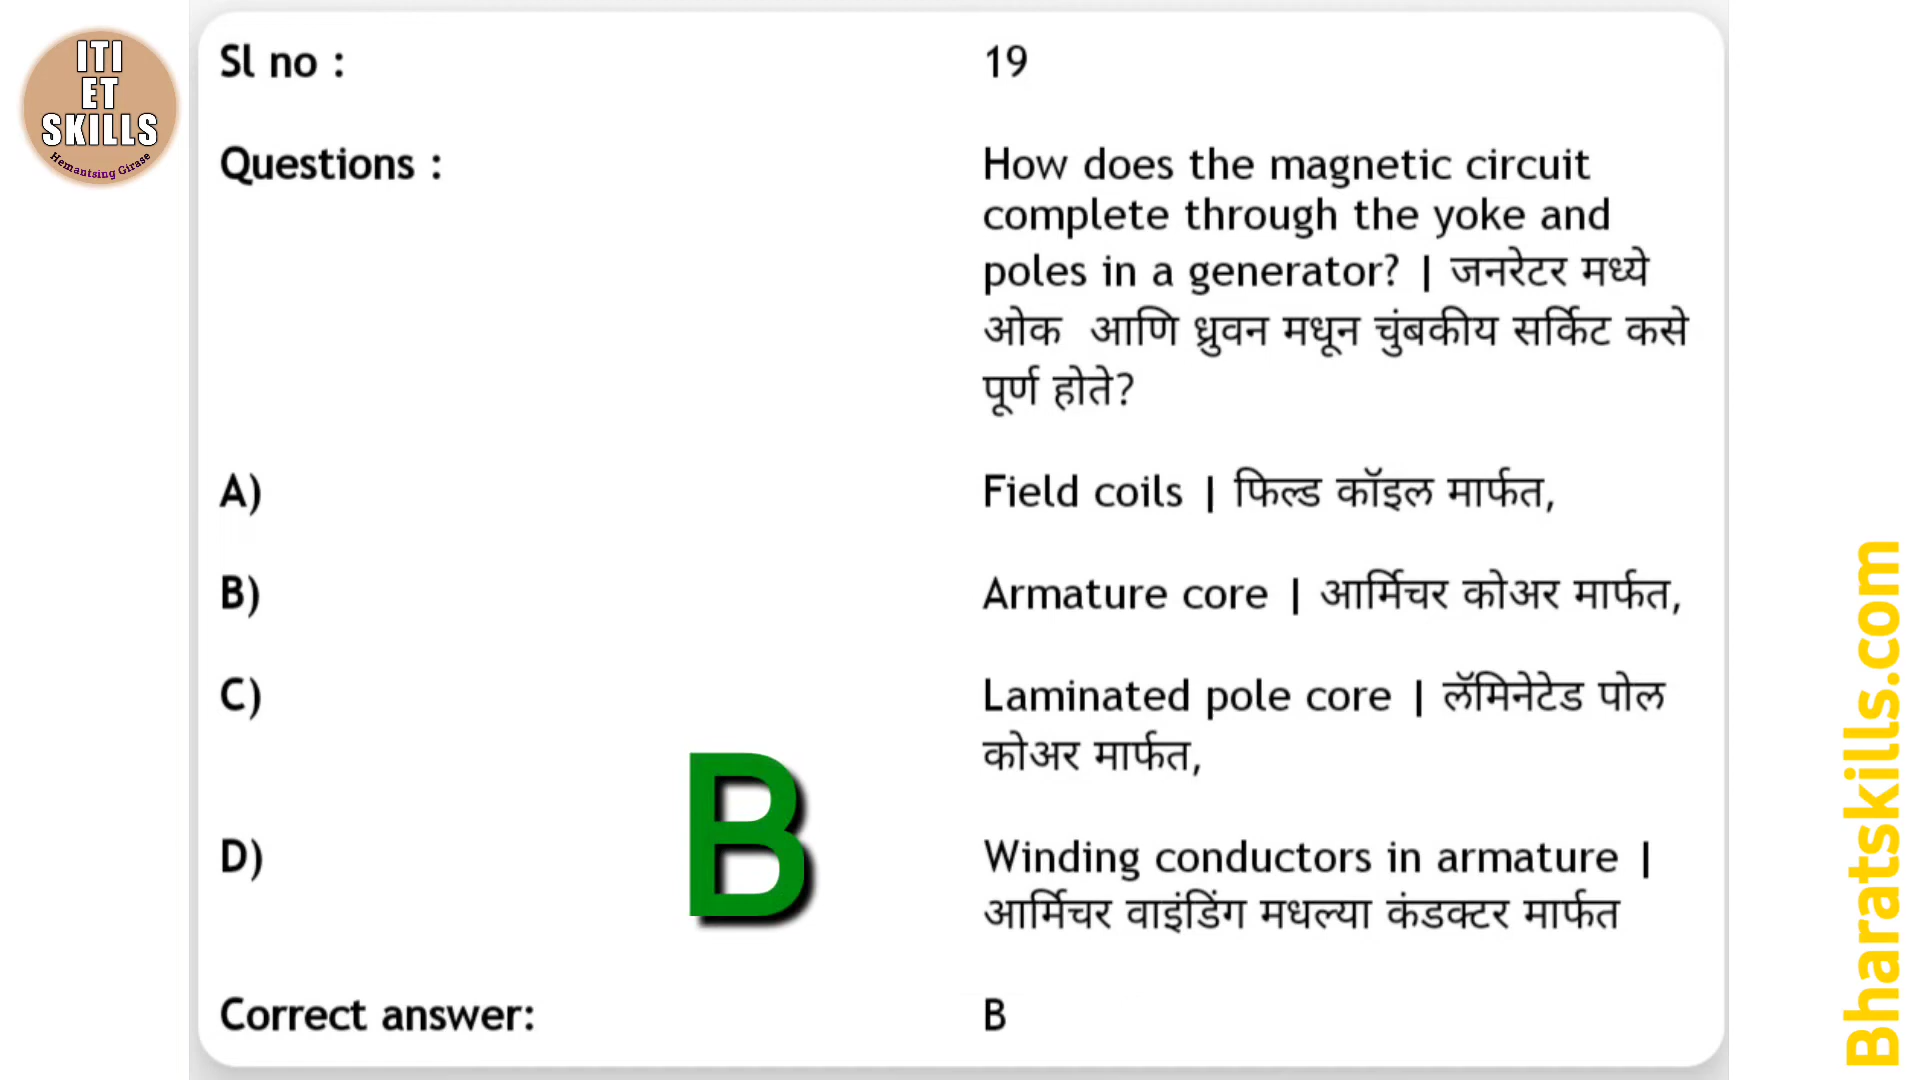 ITI
ET
SKILLS
Hemantsing Girase
Sl no : 19
Questions : How does the magnetic circuit
complete through the yoke and
poles in a generator? | जनरेटर मध्ये
ओक आणि ध्रुवन मधून चुंबकीय सर्किट कसे
पूर्ण होते?
A) Field coils | फिल्ड कॉइल मार्फत,
B) Armature core | आर्मिचर कोअर मार्फत,
C) Laminated pole core | लॅमिनेटेड पोल
कोअर मार्फत,
B
D) Winding conductors in armature |
आर्मिचर वाइंडिंग मधल्या कंडक्टर मार्फत
Correct answer: B
Bharatskills.com